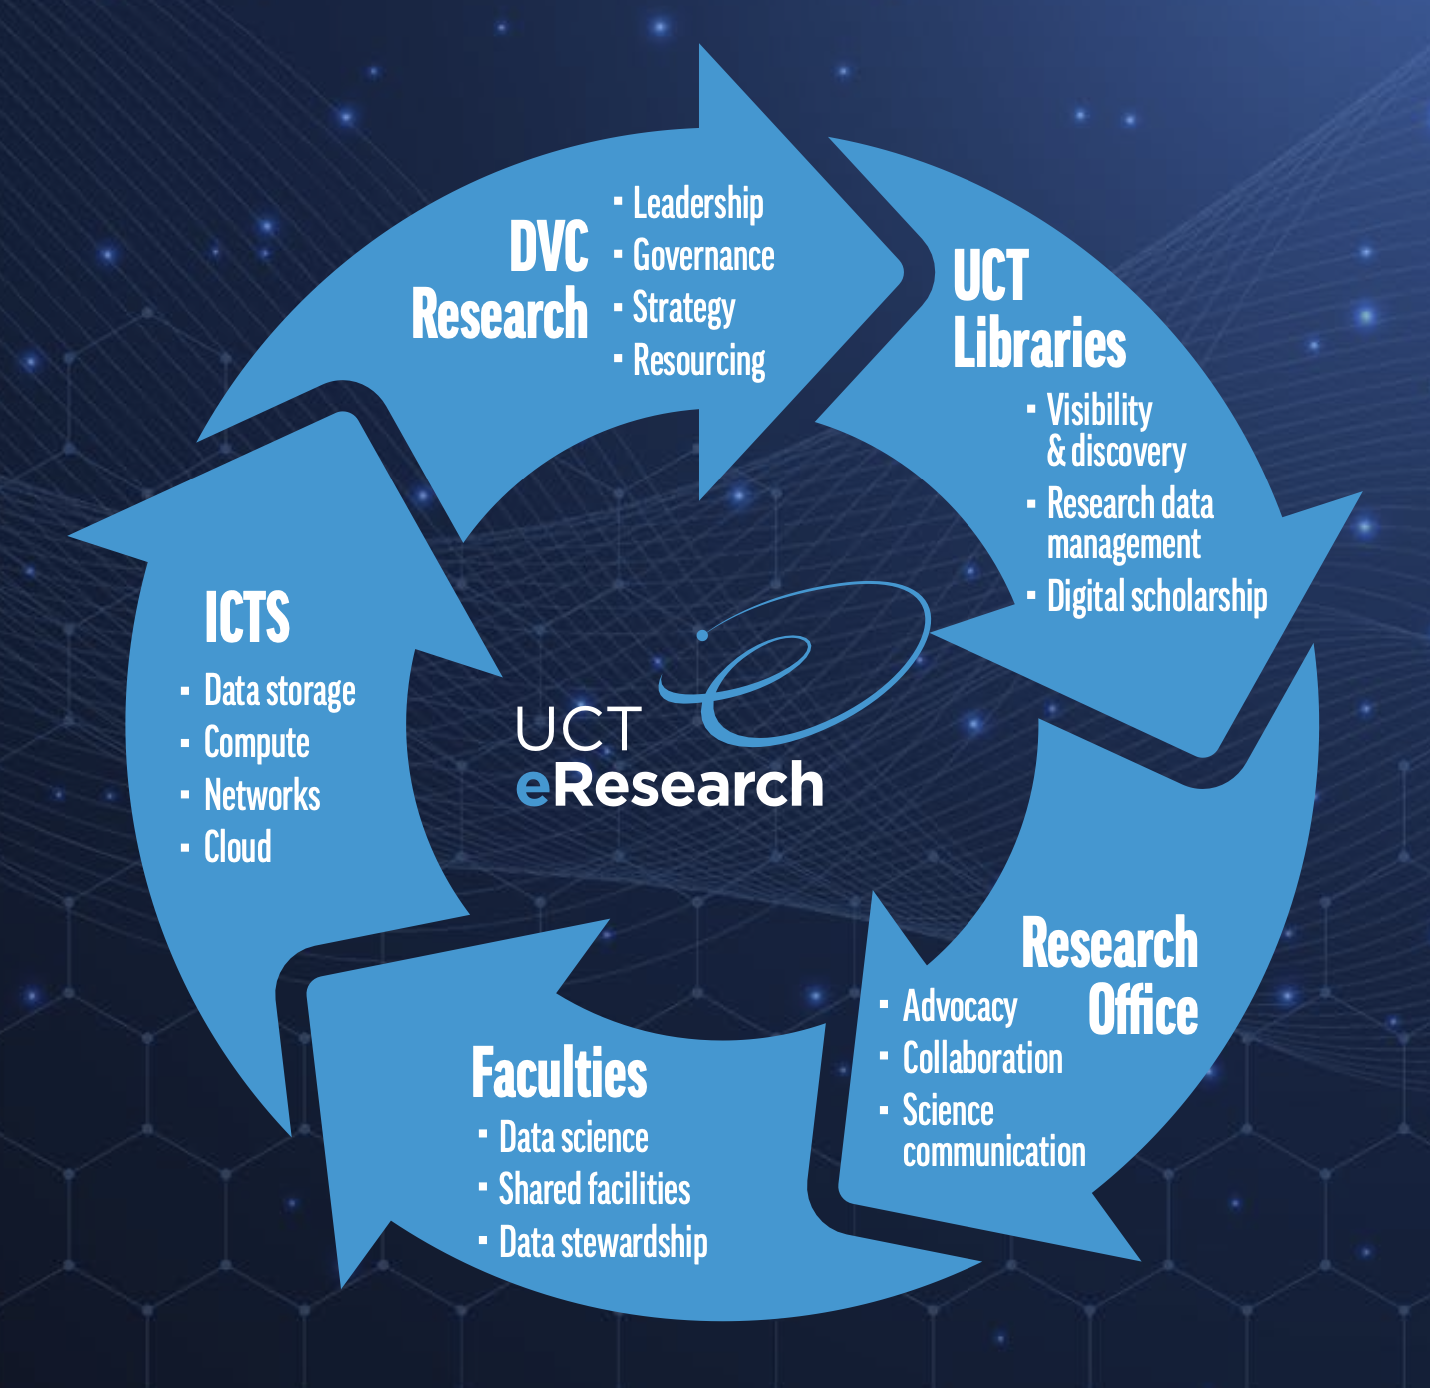 DVC
Research
▪ Leadership
▪ Governance
▪ Strategy
▪ Resourcing
UCT
Libraries
▪ Visibility
& discovery
▪ Research data
management
▪ Digital scholarship
Research
Office
▪ Advocacy
▪ Collaboration
▪ Science
communication
Faculties
▪ Data science
▪ Shared facilities
▪ Data stewardship
ICTS
▪ Data storage
▪ Compute
▪ Networks
▪ Cloud
UCT
eResearch